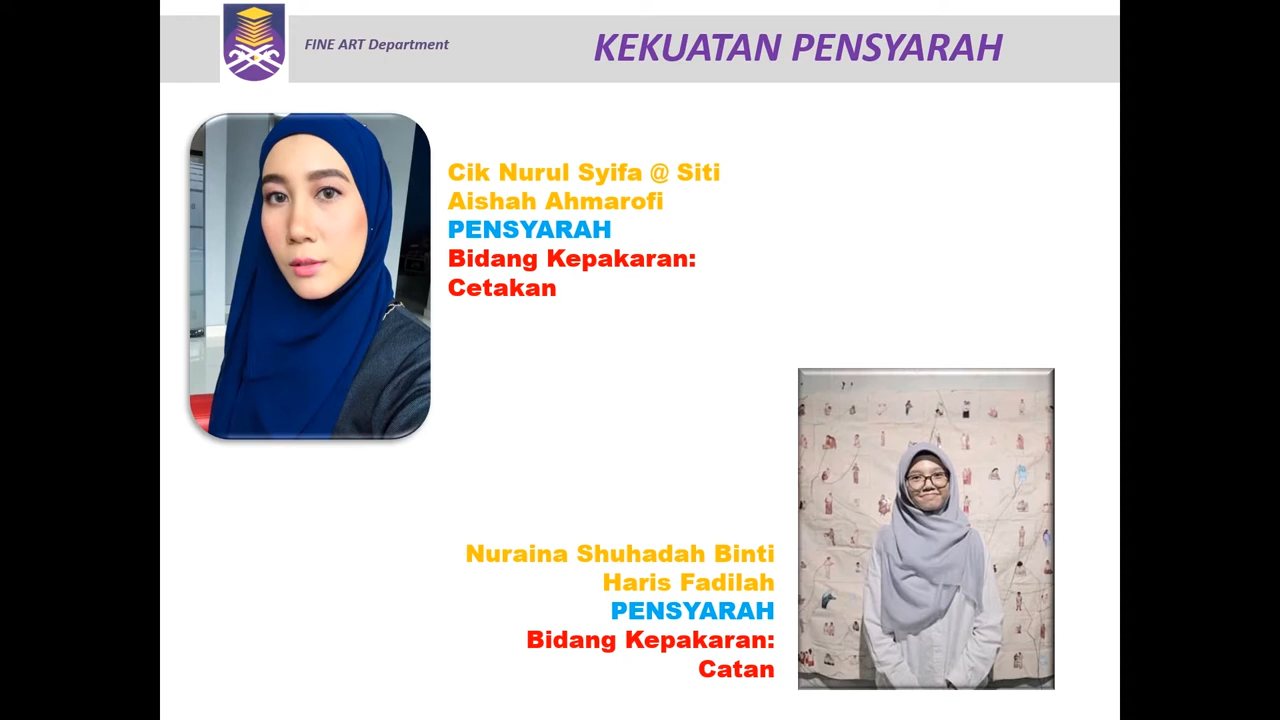 FINE ART Department
KEKUATAN PENSYARAH
Cik Nurul Syifa @ Siti
Aishah Ahmarofi
PENSYARAH
Bidang Kepakaran:
Cetakan
Nuraina Shuhadah Binti
Haris Fadilah
PENSYARAH
Bidang Kepakaran:
Catan